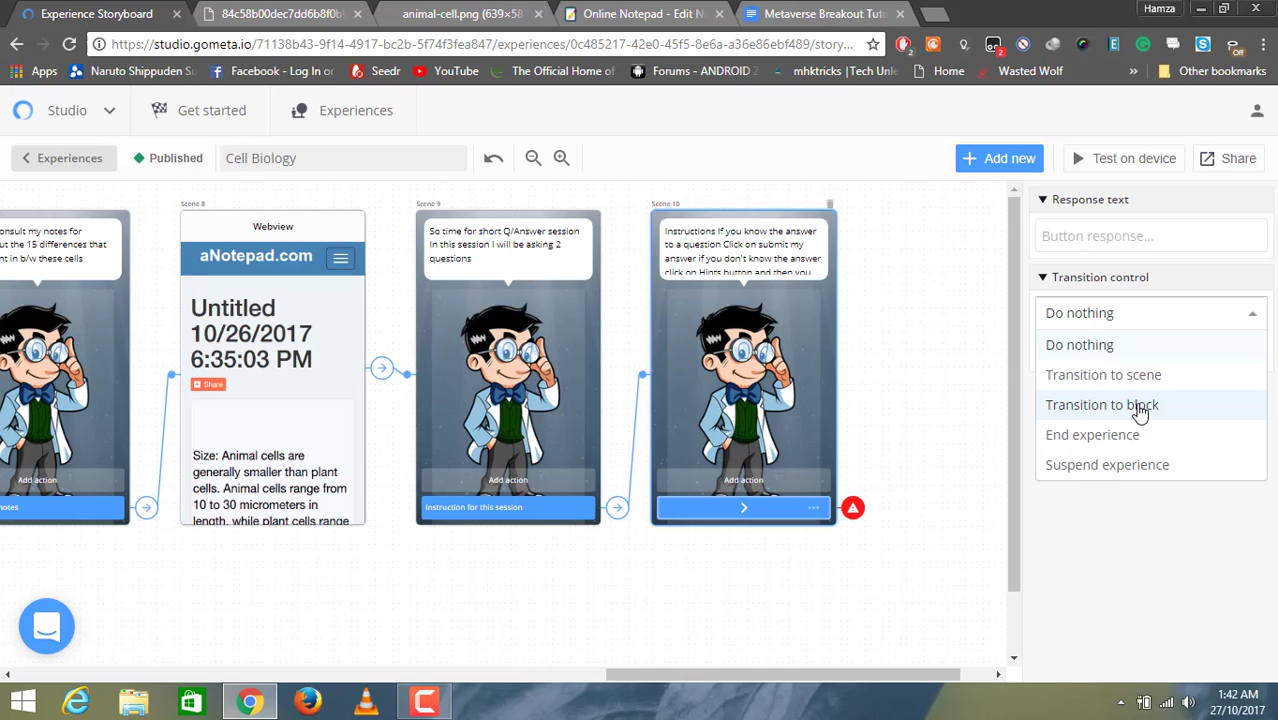 Experience Storyboard
84c58b00dec7dd6b8f0b
animal-cell.png (639×58
Online Notepad - Edit N
Metaverse Breakout Tuto
Hamza
https://studio.gometa.io/71138b43-9f14-4917-bc2b-5f74f3fea847/experiences/0c485217-42e0-45f5-8e6a-a36e86ebf489/story...
2
Off
Apps
Naruto Shippuden Su
Facebook - Log In or
Seedr
YouTube
The Official Home of
Forums - ANDROID Z
mhktricks | Tech Unle
Home
Wasted Wolf
»
Other bookmarks
Studio
Get started
Experiences
Experiences
Published
Cell Biology
Add new
Test on device
Share
Scene 8
Scene 9
Scene 10
onsult my notes for
ut the 15 differences that
nt in b/w these cells
Add action
notes
Webview
aNotepad.com
Untitled
10/26/2017
6:35:03 PM
Share
Size: Animal cells are
generally smaller than plant
cells. Animal cells range from
10 to 30 micrometers in
length, while plant cells range
So time for short Q/Answer session
In this session I will be asking 2
questions
Add action
Instruction for this session
Instructions If you know the answer
to a question Click on submit my
answer if you don't know the answer
click on Hints button and then you
Add action
Response text
Button response...
Transition control
Do nothing
Do nothing
Transition to scene
Transition to block
End experience
Suspend experience
1:42 AM
27/10/2017